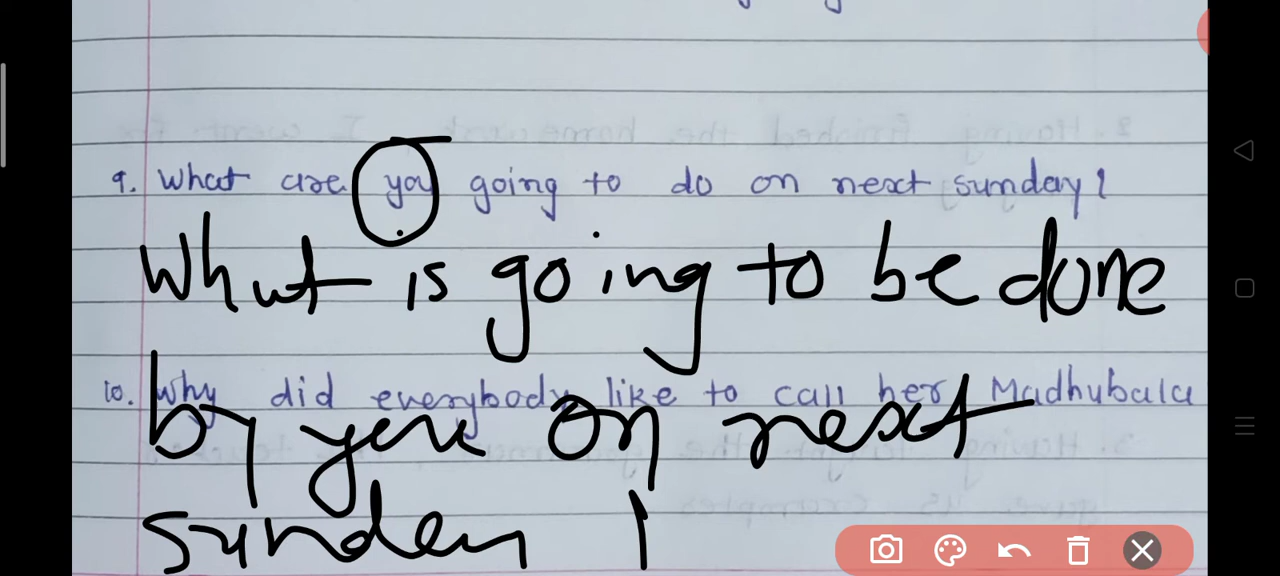 9. What are you going to do on next sunday?
What is going to be done
10. Why did everybody like to call her Madhubala
by you on next
sunday ?